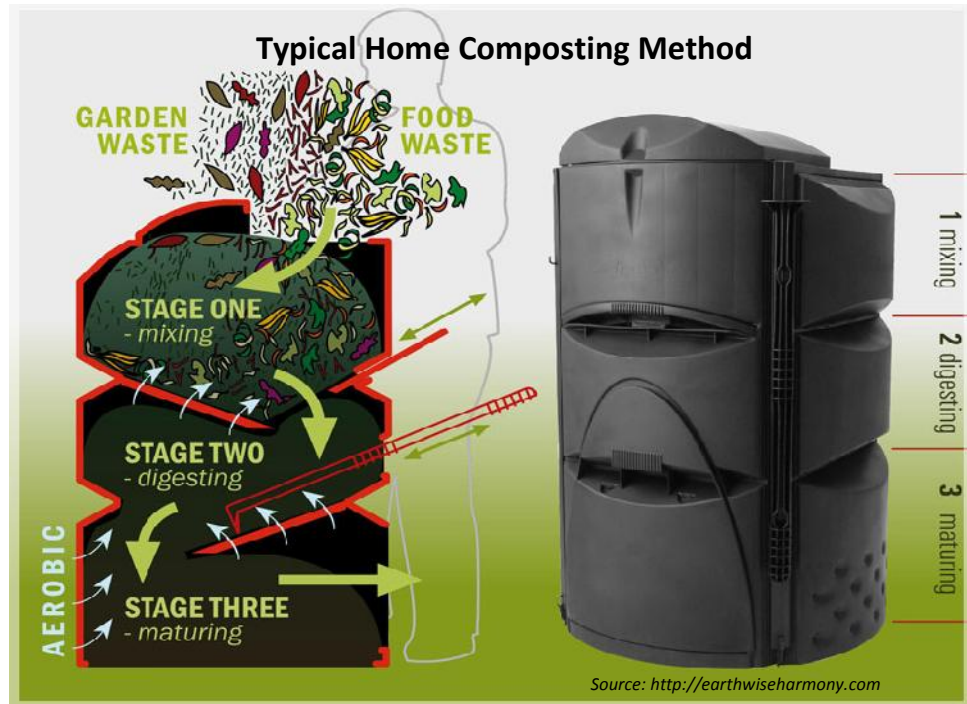 Typical Home Composting Method
GARDEN
WASTE
FOOD
WASTE
STAGE ONE
- mixing
STAGE TWO
- digesting
STAGE THREE
- maturing
AEROBIC
1 mixing
2 digesting
3 maturing
Source: http://earthwiseharmony.com